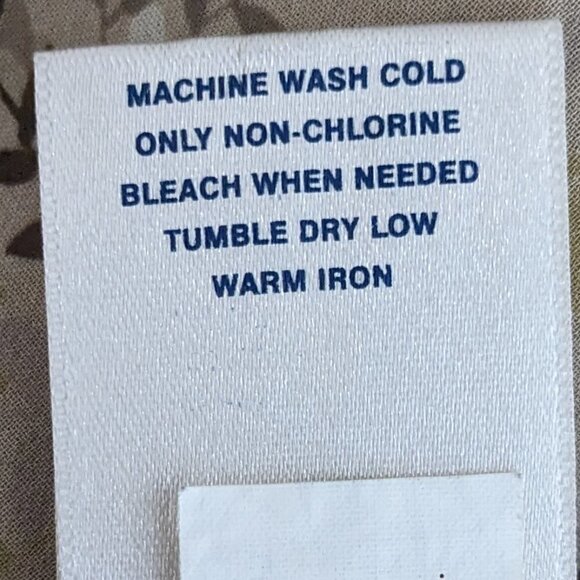 MACHINE WASH COLD
ONLY NON-CHLORINE
BLEACH WHEN NEEDED
TUMBLE DRY LOW
WARM IRON